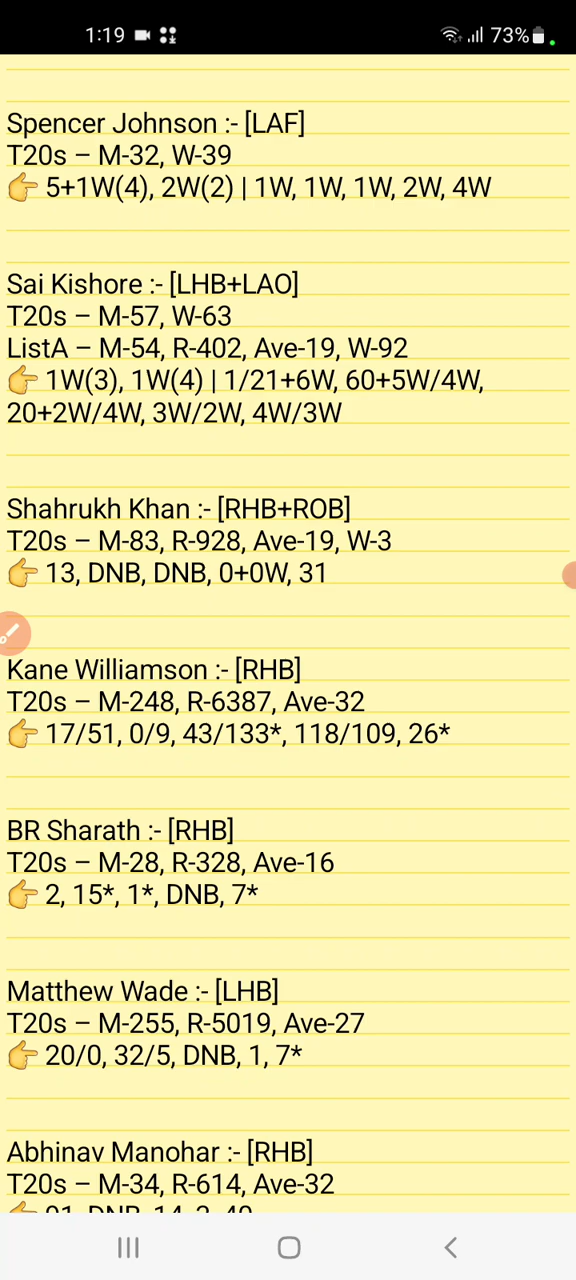 1:19 73%
Spencer Johnson :- [LAF]
T20s – M-32, W-39
👉 5+1W(4), 2W(2) | 1W, 1W, 1W, 2W, 4W
Sai Kishore :- [LHB+LAO]
T20s – M-57, W-63
ListA – M-54, R-402, Ave-19, W-92
👉 1W(3), 1W(4) | 1/21+6W, 60+5W/4W,
20+2W/4W, 3W/2W, 4W/3W
Shahrukh Khan :- [RHB+ROB]
T20s – M-83, R-928, Ave-19, W-3
👉 13, DNB, DNB, 0+0W, 31
Kane Williamson :- [RHB]
T20s – M-248, R-6387, Ave-32
👉 17/51, 0/9, 43/133*, 118/109, 26*
BR Sharath :- [RHB]
T20s – M-28, R-328, Ave-16
👉 2, 15*, 1*, DNB, 7*
Matthew Wade :- [LHB]
T20s – M-255, R-5019, Ave-27
👉 20/0, 32/5, DNB, 1, 7*
Abhinav Manohar :- [RHB]
T20s – M-34, R-614, Ave-32